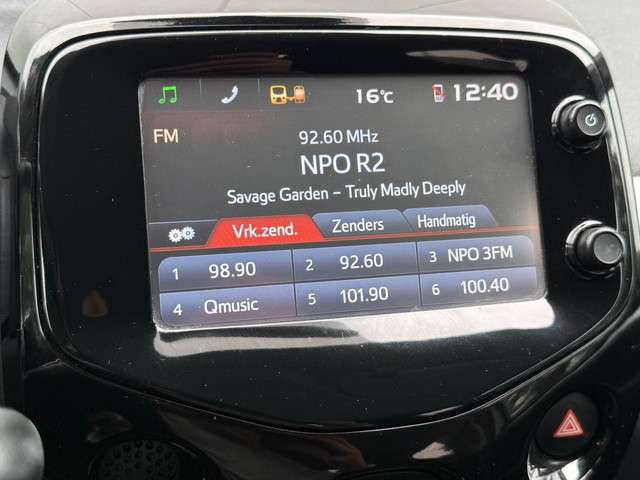 16°C 12:40
FM
92.60 MHz
NPO R2
Savage Garden – Truly Madly Deeply
Vrk.zend. Zenders Handmatig
1 98.90 2 92.60 3 NPO 3FM
4 Qmusic 5 101.90 6 100.40